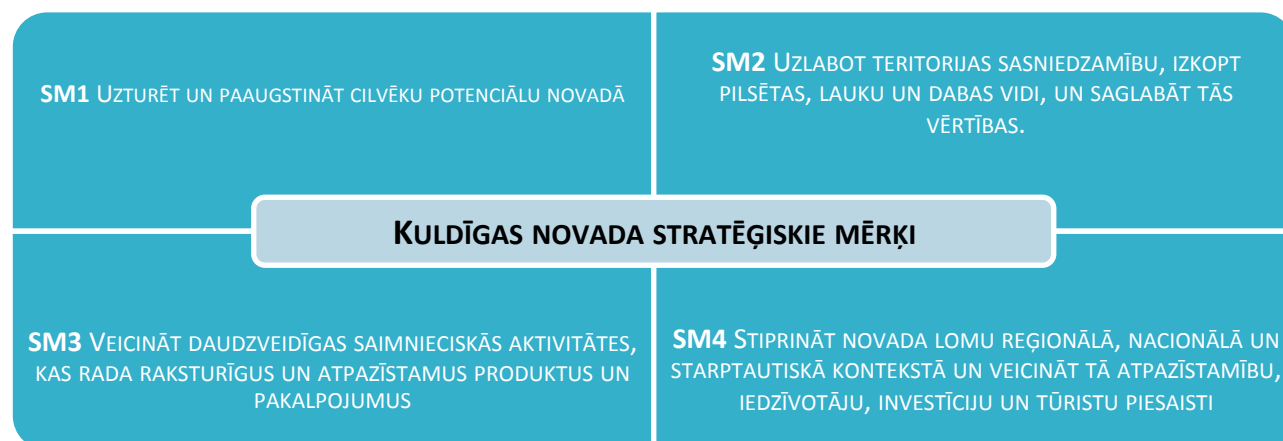 SM1 UZTURĒT UN PAAUGSTINĀT CILVĒKU POTENCIĀLU NOVADĀ
SM2 UZLABOT TERITORIJAS SASNIEDZAMĪBU, IZKOPT
PILSĒTAS, LAUKU UN DABAS VIDI, UN SAGLABĀT TĀS
VĒRTĪBAS.
KULDĪGAS NOVADA STRATĒĢISKIE MĒRĶI
SM3 VEICINĀT DAUDZVEIDĪGAS SAIMNIECISKĀS AKTIVITĀTES,
KAS RADA RAKSTURĪGUS UN ATPAZĪSTAMUS PRODUKTUS UN
PAKALPOJUMUS
SM4 STIPRINĀT NOVADA LOMU REĢIONĀLĀ, NACIONĀLĀ UN
STARPTAUTISKĀ KONTEKSTĀ UN VEICINĀT TĀ ATPAZĪSTAMĪBU,
IEDZĪVOTĀJU, INVESTĪCIJU UN TŪRISTU PIESAISTI